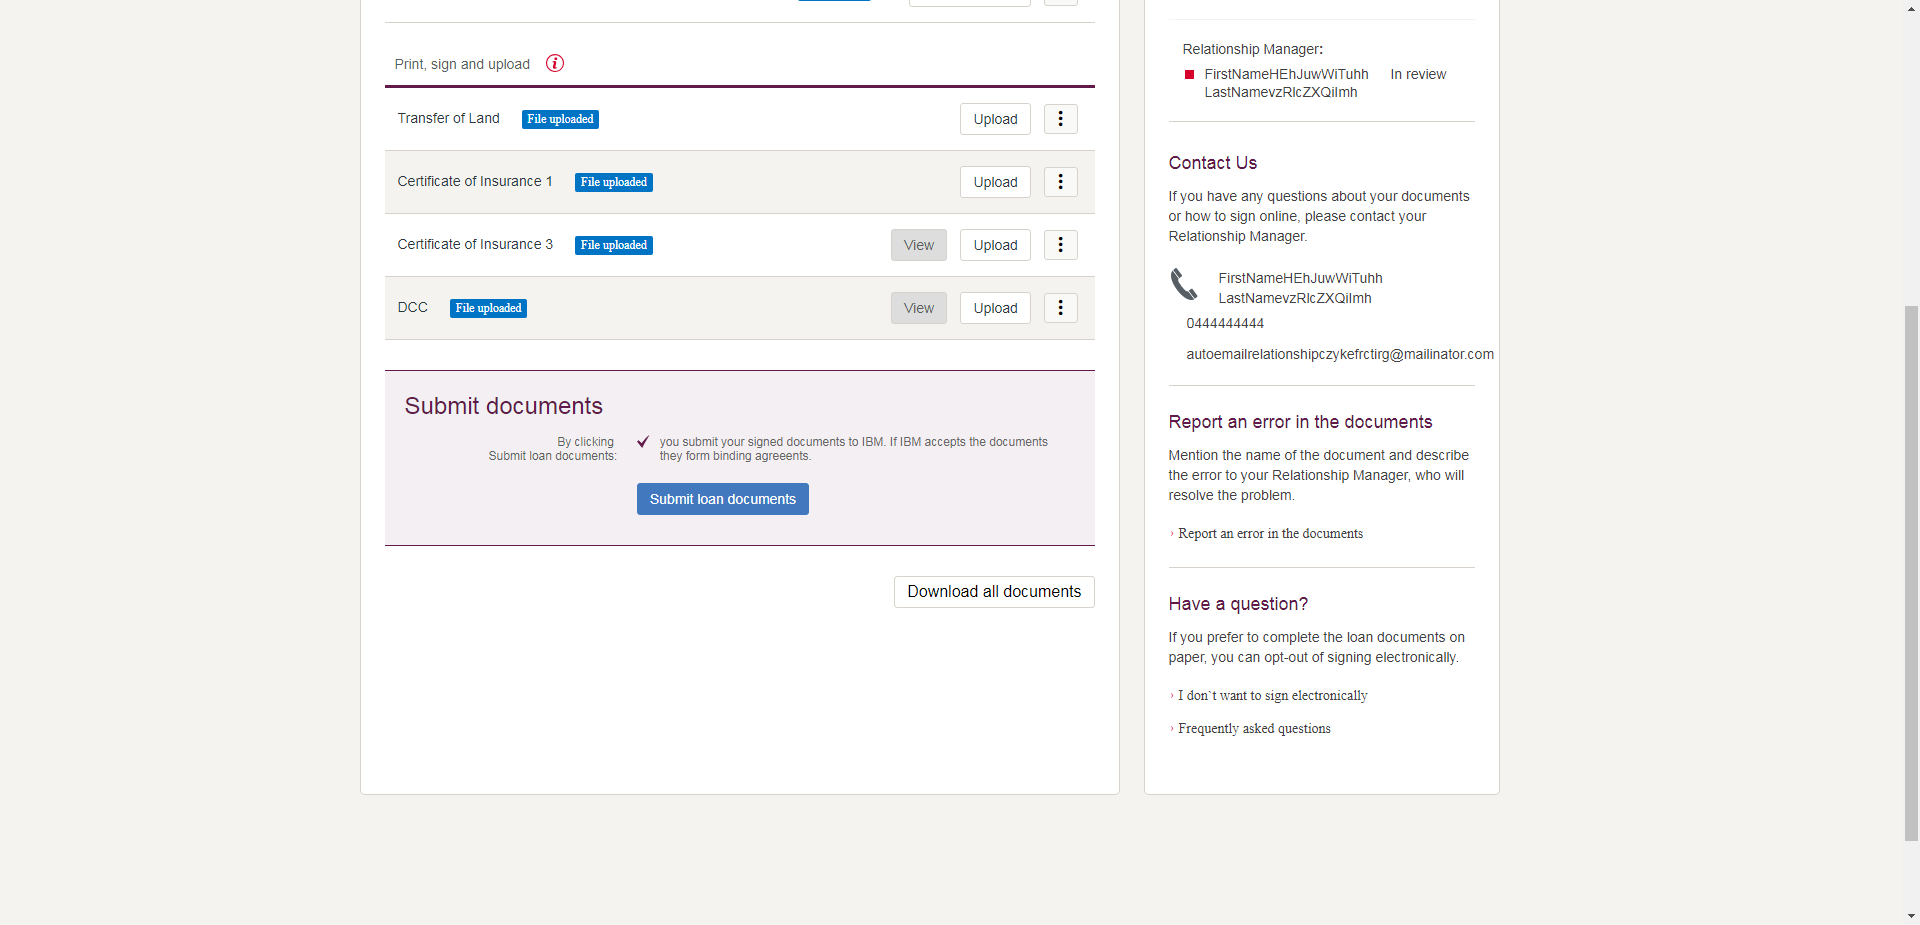 Print, sign and upload
Transfer of Land File uploaded Upload
Certificate of Insurance 1 File uploaded Upload
Certificate of Insurance 3 File uploaded View Upload
DCC File uploaded View Upload
Submit documents
By clicking
Submit loan documents:
you submit your signed documents to IBM. If IBM accepts the documents
they form binding agreeents.
Submit loan documents
Download all documents
Relationship Manager:
FirstNameHEhJuwWiTuhh In review
LastNamevzRlcZXQiImh
Contact Us
If you have any questions about your documents
or how to sign online, please contact your
Relationship Manager.
FirstNameHEhJuwWiTuhh
LastNamevzRlcZXQiImh
0444444444
autoemailrelationshipczykefrctirg@mailinator.com
Report an error in the documents
Mention the name of the document and describe
the error to your Relationship Manager, who will
resolve the problem.
› Report an error in the documents
Have a question?
If you prefer to complete the loan documents on
paper, you can opt-out of signing electronically.
› I don`t want to sign electronically
› Frequently asked questions